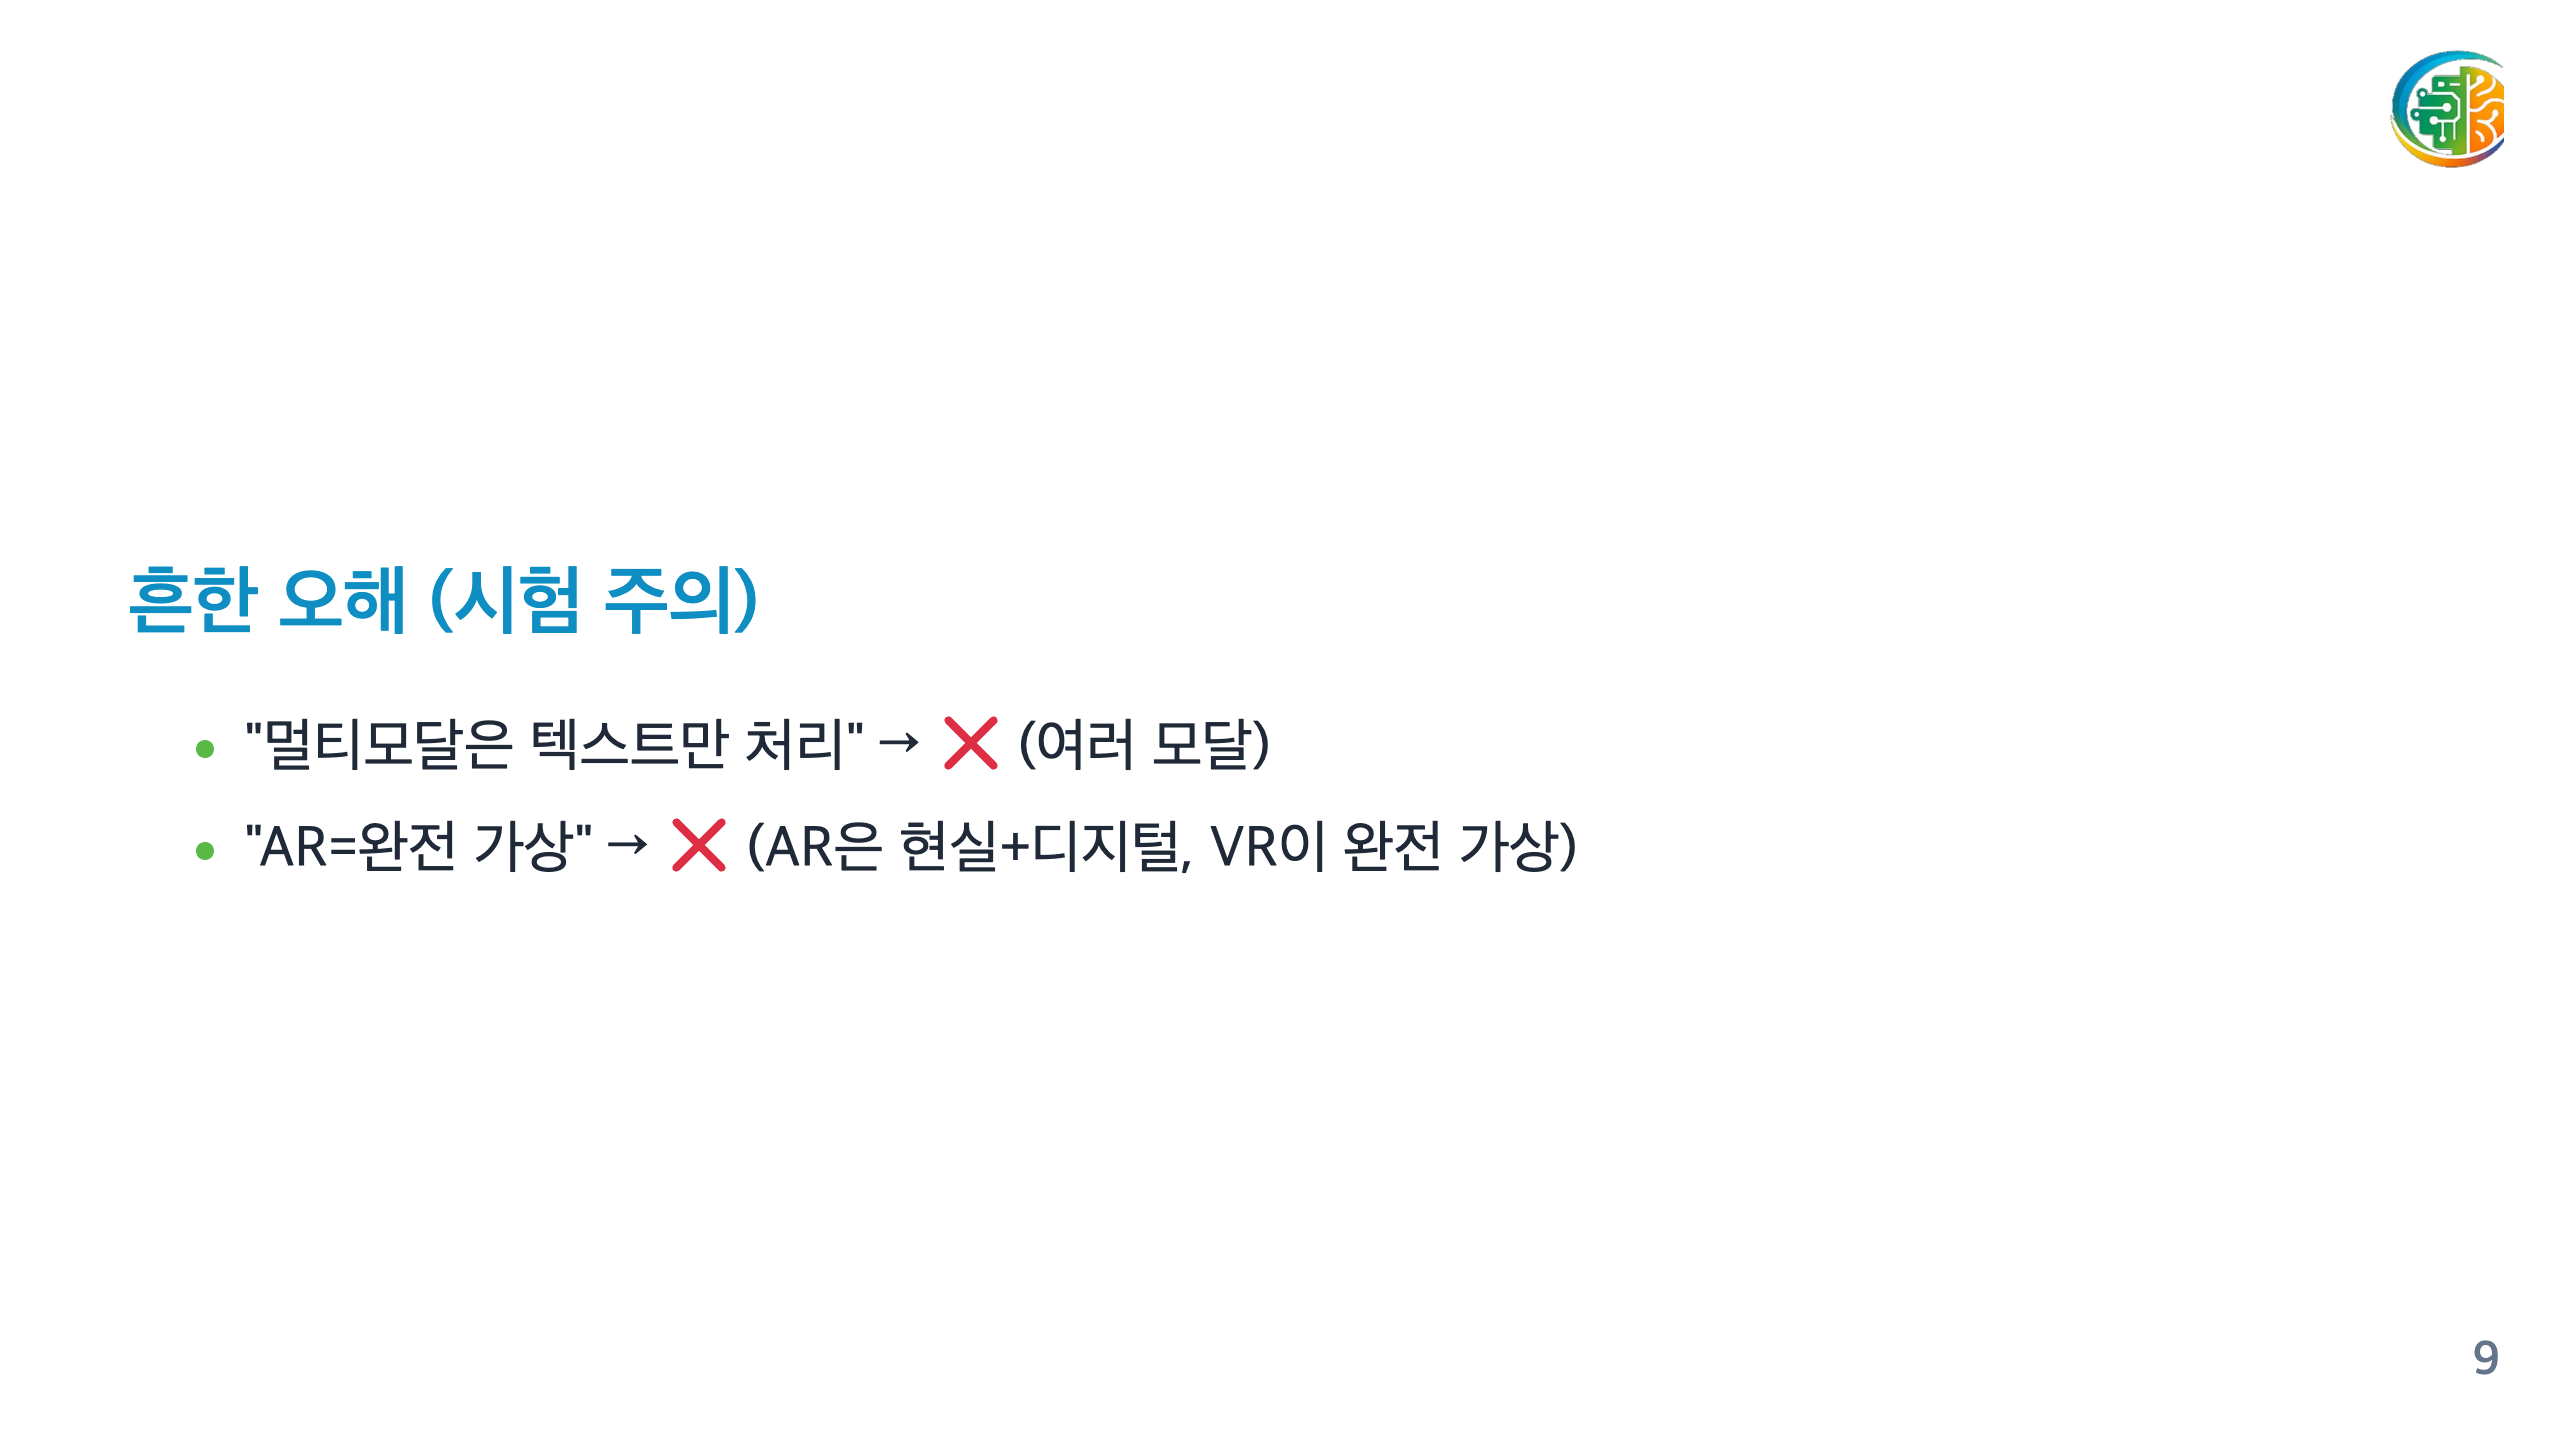 흔한 오해 (시험 주의)
"멀티모달은 텍스트만 처리" → ❌ (여러 모달)
"AR=완전 가상" → ❌ (AR은 현실+디지털, VR이 완전 가상)
9